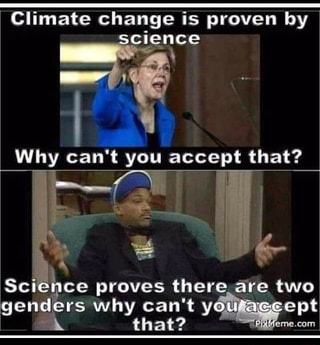 Climate change is proven by
science
Why can't you accept that?
Science proves there are two
genders why can't you accept
that?
PixMeme.com